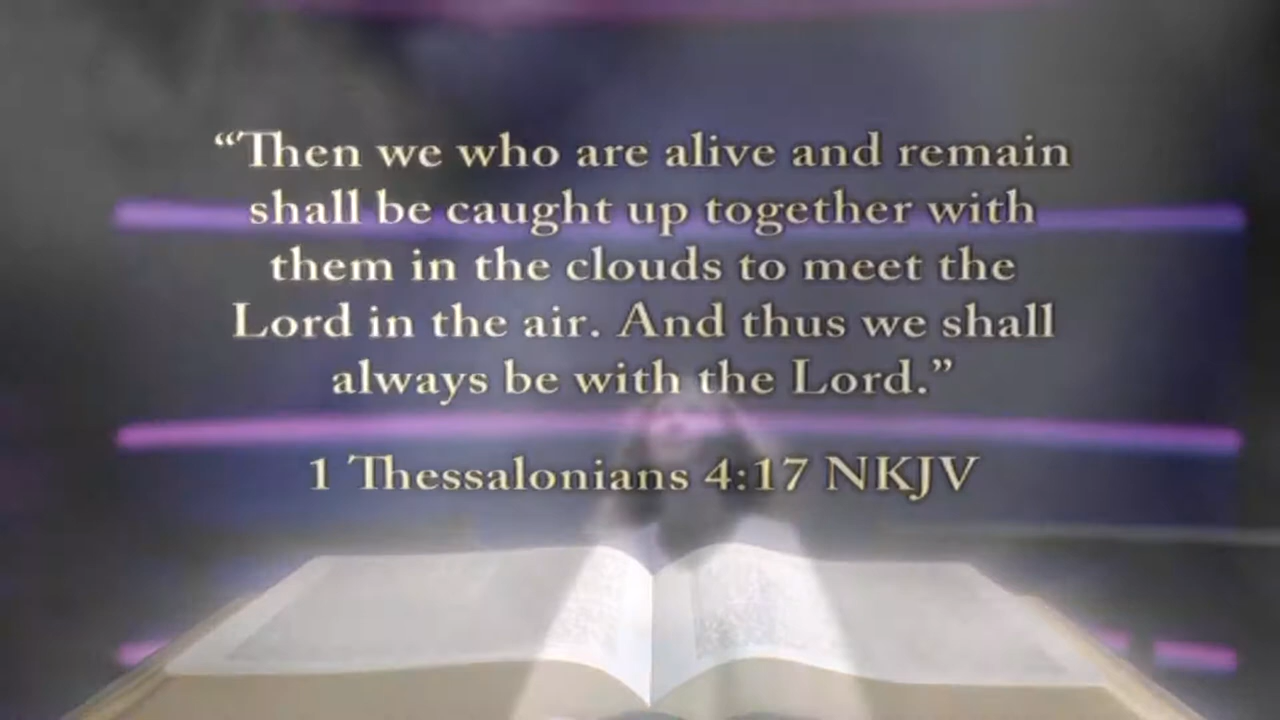 “Then we who are alive and remain
shall be caught up together with
them in the clouds to meet the
Lord in the air. And thus we shall
always be with the Lord.”
1 Thessalonians 4:17 NKJV